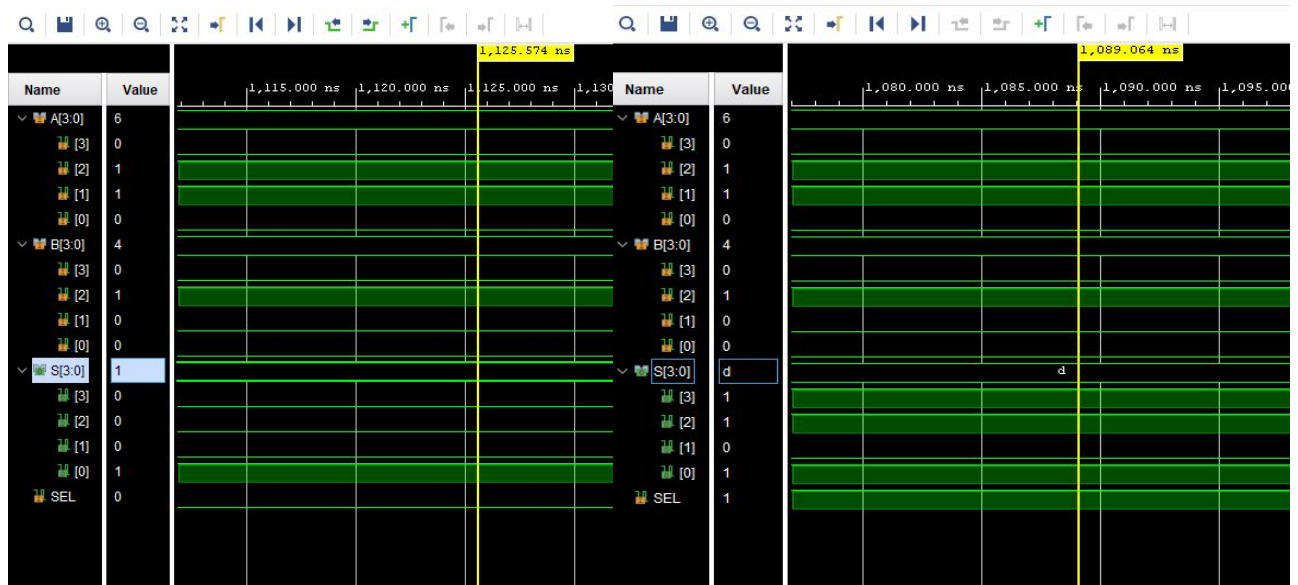 1,125.574 ns
Name Value
1,115.000 ns 1,120.000 ns 1,125.000 ns 1,130
A[3:0] 6
[3] 0
[2] 1
[1] 1
[0] 0
B[3:0] 4
[3] 0
[2] 1
[1] 0
[0] 0
S[3:0] 1
[3] 0
[2] 0
[1] 0
[0] 1
SEL 0
1,089.064 ns
Name Value
1,080.000 ns 1,085.000 ns 1,090.000 ns 1,095.00
A[3:0] 6
[3] 0
[2] 1
[1] 1
[0] 0
B[3:0] 4
[3] 0
[2] 1
[1] 0
[0] 0
S[3:0] d d
[3] 1
[2] 1
[1] 0
[0] 1
SEL 1